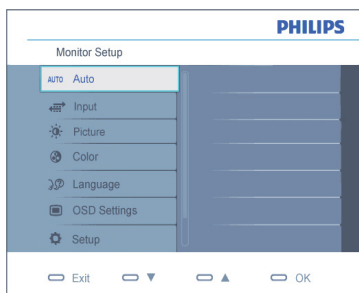 PHILIPS
Monitor Setup
AUTO Auto
Input
Picture
Color
Language
OSD Settings
Setup
Exit ▼ ▲ OK